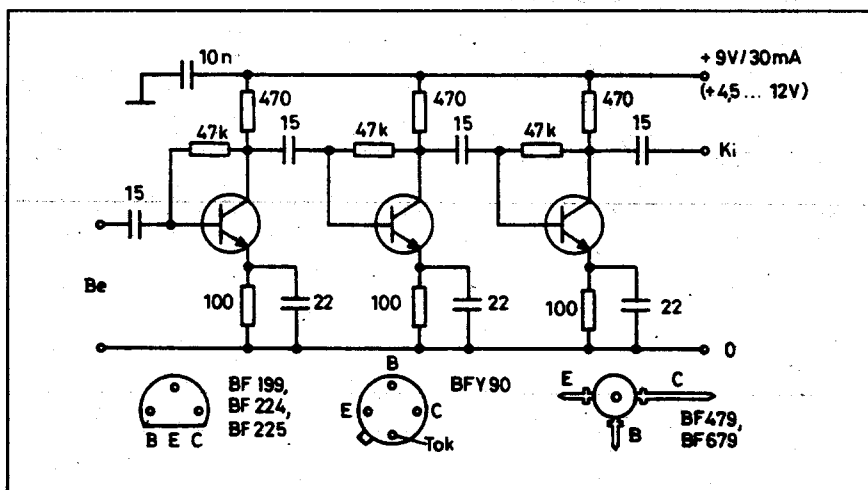 10n
+9V/30mA
(+4,5 ... 12V)
470
470
470
47k
15
47k
15
47k
15
Ki
15
Be
100
22
100
22
100
22
0
BF 199,
BF 224,
BF 225
B E C
B
E
C
BFY 90
Tok
E
C
B
BF479,
BF679